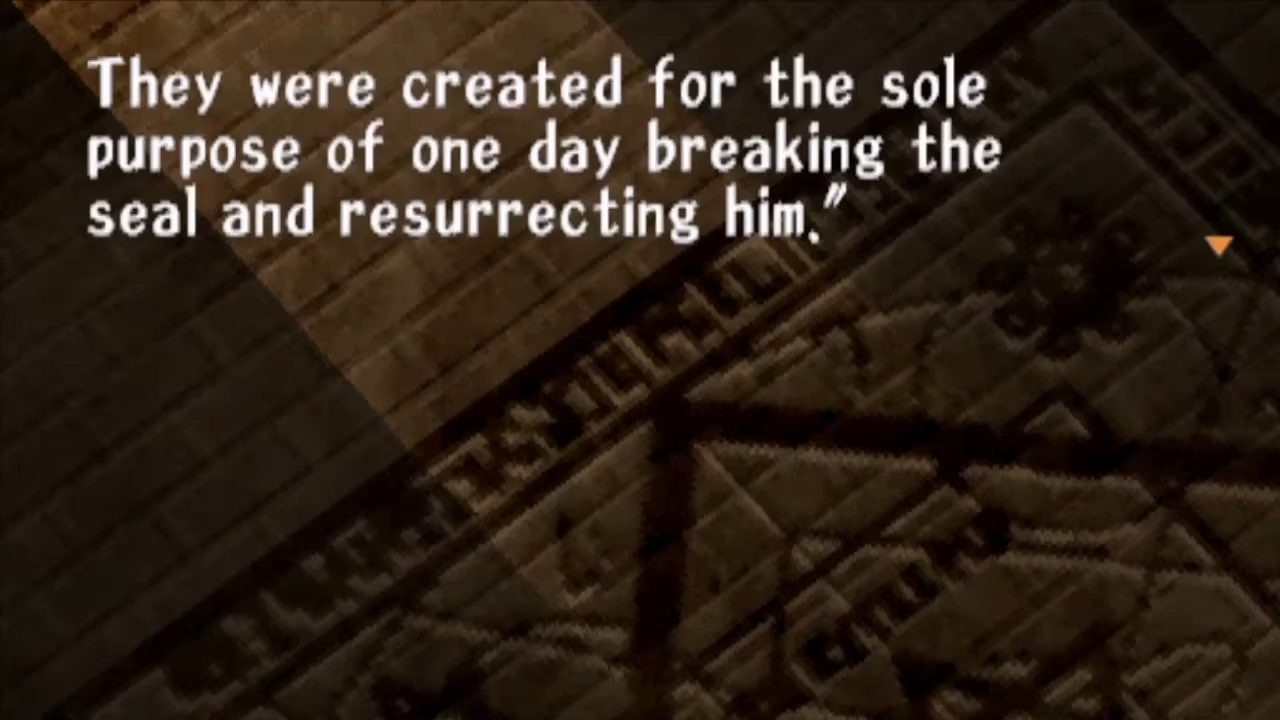 They were created for the sole
purpose of one day breaking the
seal and resurrecting him."